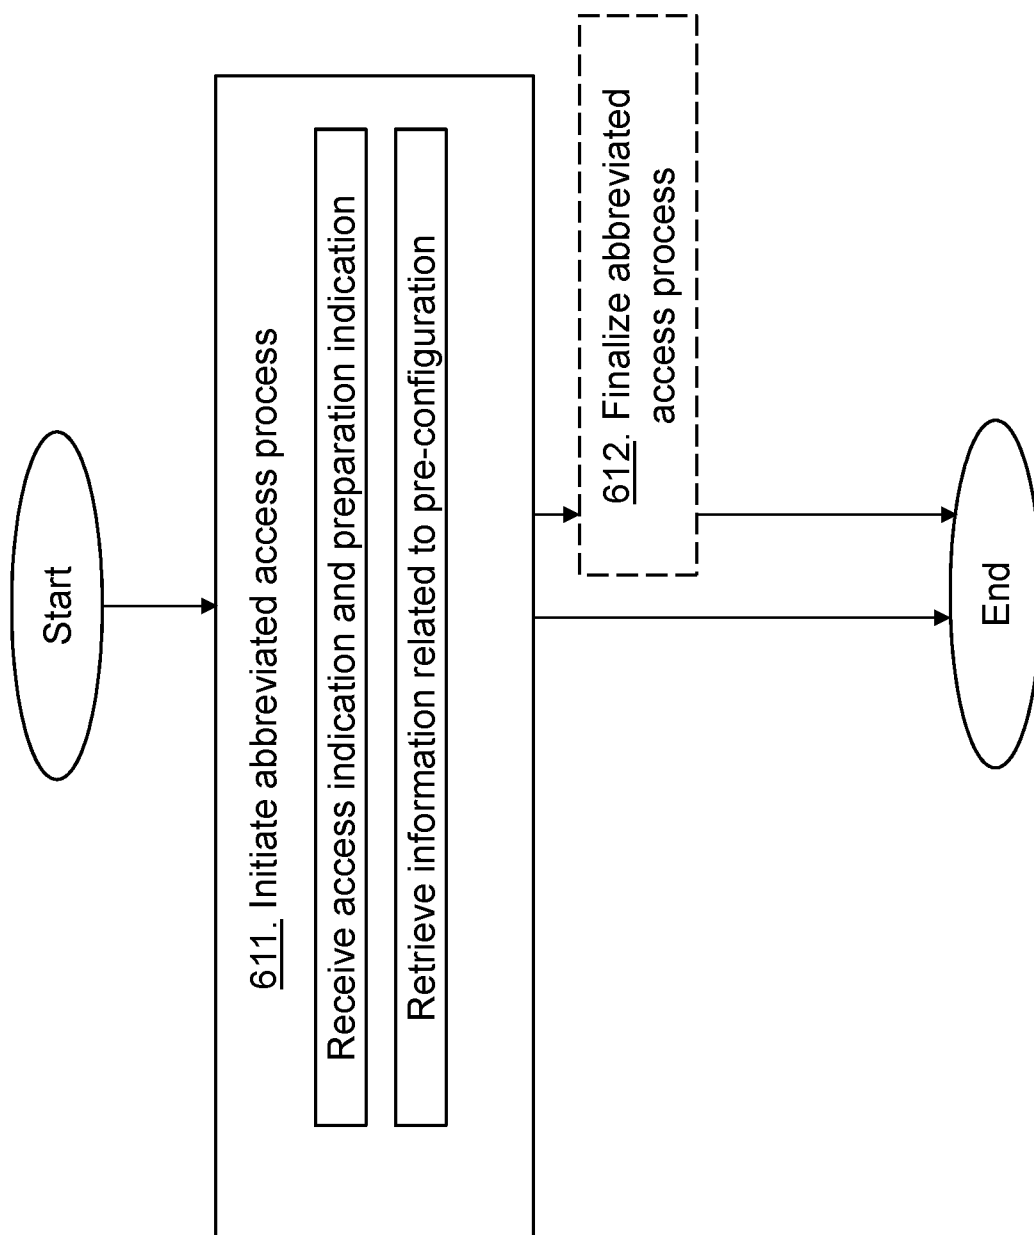 Start
611. Initiate abbreviated access process
Receive access indication and preparation indication
Retrieve information related to pre-configuration
612. Finalize abbreviated
access process
End